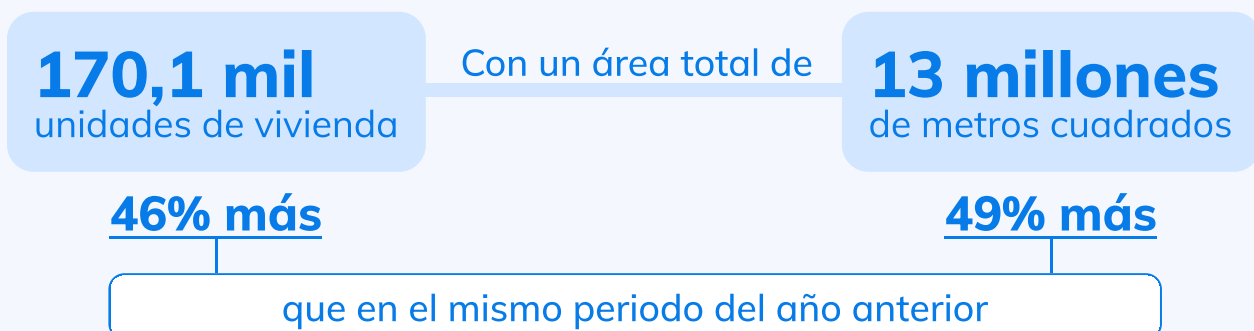 170,1 mil
unidades de vivienda
Con un área total de
13 millones
de metros cuadrados
46% más
49% más
que en el mismo periodo del año anterior